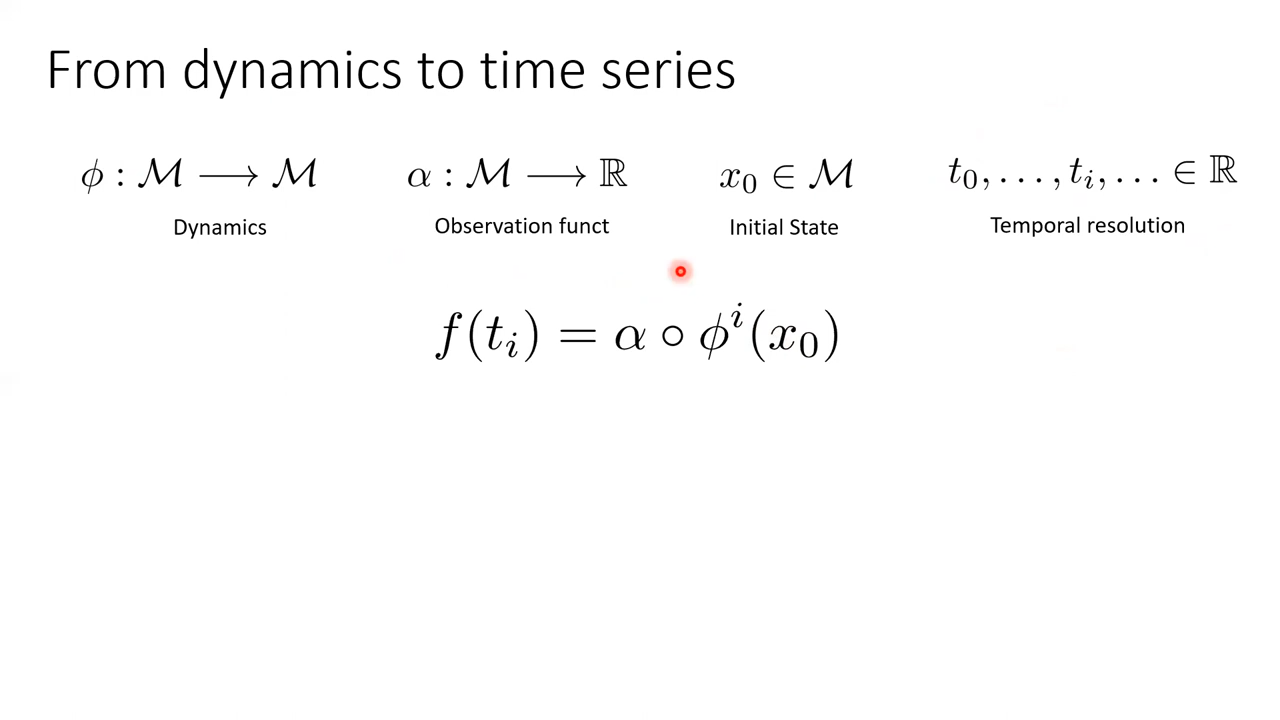 From dynamics to time series
ϕ : ℳ ⟶ ℳ α : ℳ ⟶ ℝ x₀ ∈ ℳ t₀, . . . , tᵢ, . . . ∈ ℝ
Dynamics Observation funct Initial State Temporal resolution
f(tᵢ) = α ∘ ϕⁱ(x₀)